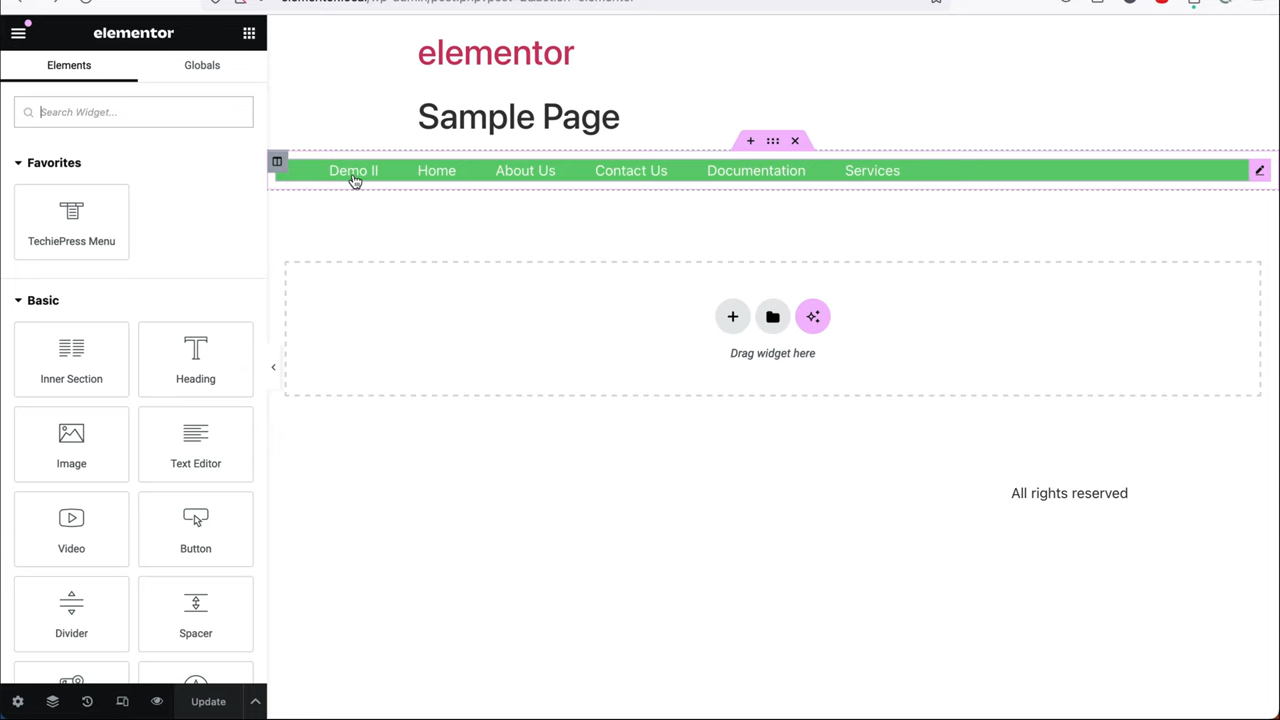 elementor
Elements
Globals
Search Widget...
Favorites
TechiePress Menu
Basic
Inner Section
Heading
Image
Text Editor
Video
Button
Divider
Spacer
Update
elementor
Sample Page
Demo II
Home
About Us
Contact Us
Documentation
Services
Drag widget here
All rights reserved